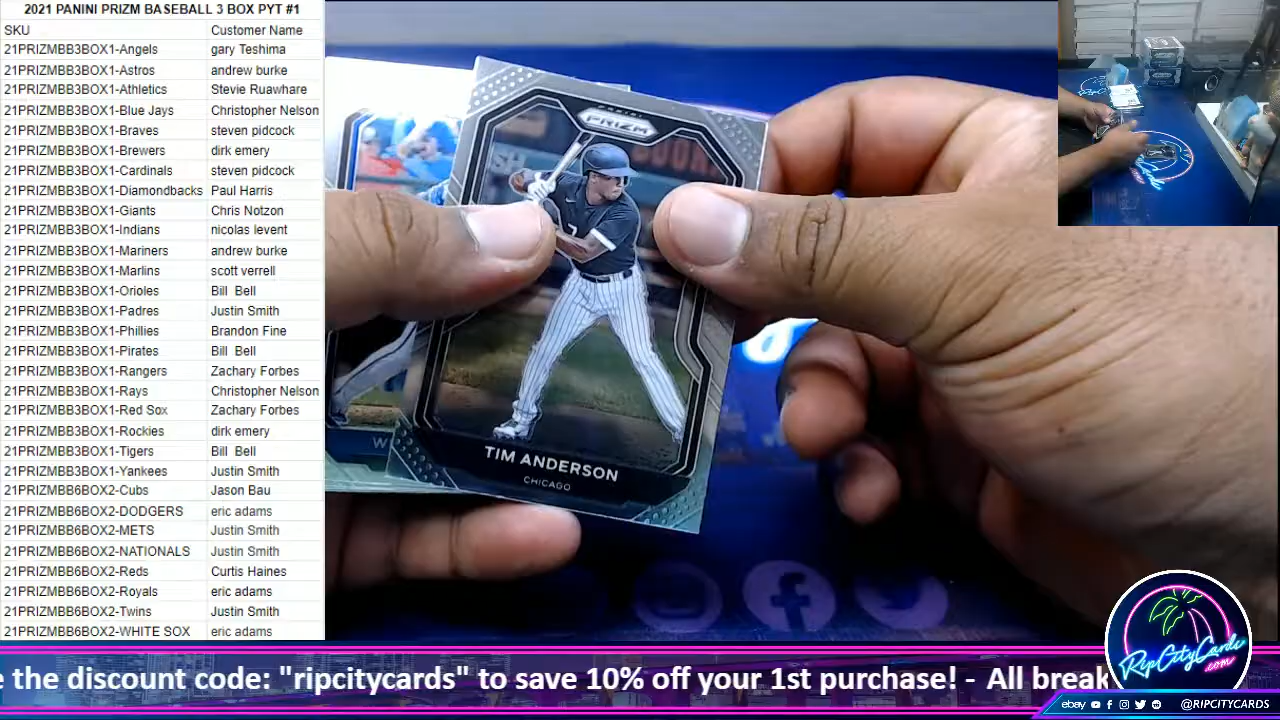 2021 PANINI PRIZM BASEBALL 3 BOX PYT #1
SKU Customer Name
21PRIZMBB3BOX1-Angels gary Teshima
21PRIZMBB3BOX1-Astros andrew burke
21PRIZMBB3BOX1-Athletics Stevie Ruawhare
21PRIZMBB3BOX1-Blue Jays Christopher Nelson
21PRIZMBB3BOX1-Braves steven pidcock
21PRIZMBB3BOX1-Brewers dirk emery
21PRIZMBB3BOX1-Cardinals steven pidcock
21PRIZMBB3BOX1-Diamondbacks Paul Harris
21PRIZMBB3BOX1-Giants Chris Notzon
21PRIZMBB3BOX1-Indians nicolas levent
21PRIZMBB3BOX1-Mariners andrew burke
21PRIZMBB3BOX1-Marlins scott verrell
21PRIZMBB3BOX1-Orioles Bill Bell
21PRIZMBB3BOX1-Padres Justin Smith
21PRIZMBB3BOX1-Phillies Brandon Fine
21PRIZMBB3BOX1-Pirates Bill Bell
21PRIZMBB3BOX1-Rangers Zachary Forbes
21PRIZMBB3BOX1-Rays Christopher Nelson
21PRIZMBB3BOX1-Red Sox Zachary Forbes
21PRIZMBB3BOX1-Rockies dirk emery
21PRIZMBB3BOX1-Tigers Bill Bell
21PRIZMBB3BOX1-Yankees Justin Smith
21PRIZMBB6BOX2-Cubs Jason Bau
21PRIZMBB6BOX2-DODGERS eric adams
21PRIZMBB6BOX2-METS Justin Smith
21PRIZMBB6BOX2-NATIONALS Justin Smith
21PRIZMBB6BOX2-Reds Curtis Haines
21PRIZMBB6BOX2-Royals eric adams
21PRIZMBB6BOX2-Twins Justin Smith
21PRIZMBB6BOX2-WHITE SOX eric adams
PANINI
PRIZM
TIM ANDERSON
CHICAGO
e the discount code: "ripcitycards" to save 10% off your 1st purchase! - All break
RipCityCards
.com
ebay @RIPCITYCARDS